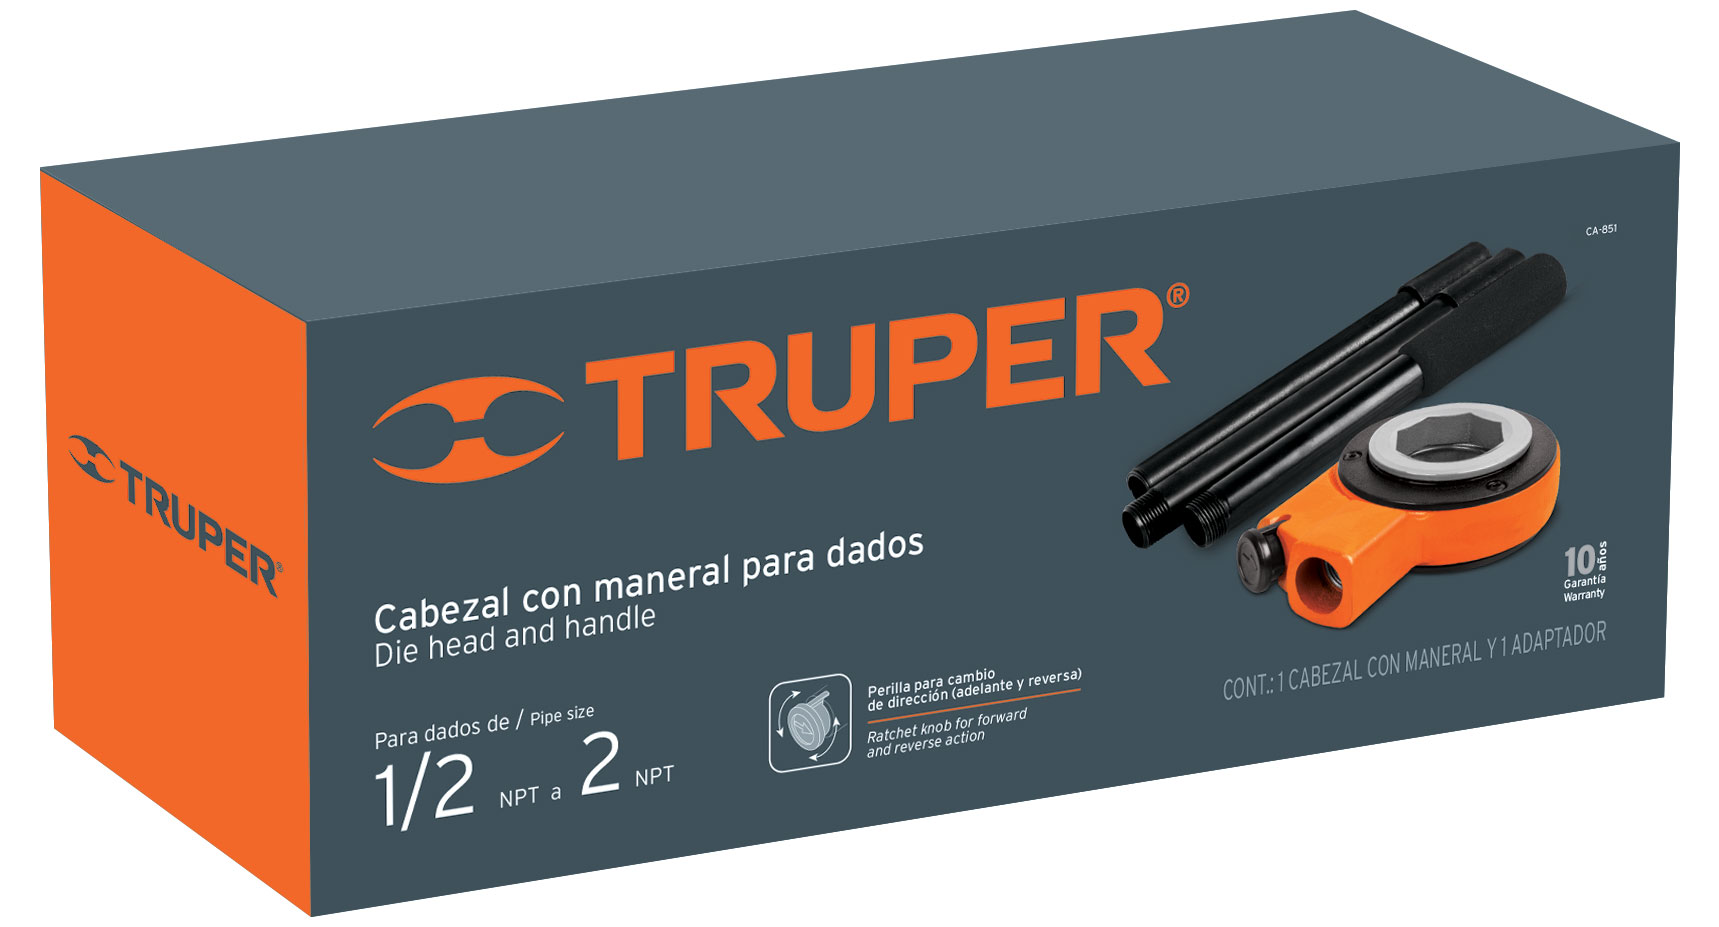 TRUPER®
TRUPER®
CA-851
Cabezal con maneral para dados
Die head and handle
Para dados de / Pipe size
1/2 NPT a 2 NPT
Perilla para cambio
de dirección (adelante y reversa)
Ratchet knob for forward
and reverse action
10 años
Garantía
Warranty
CONT.: 1 CABEZAL CON MANERAL Y 1 ADAPTADOR